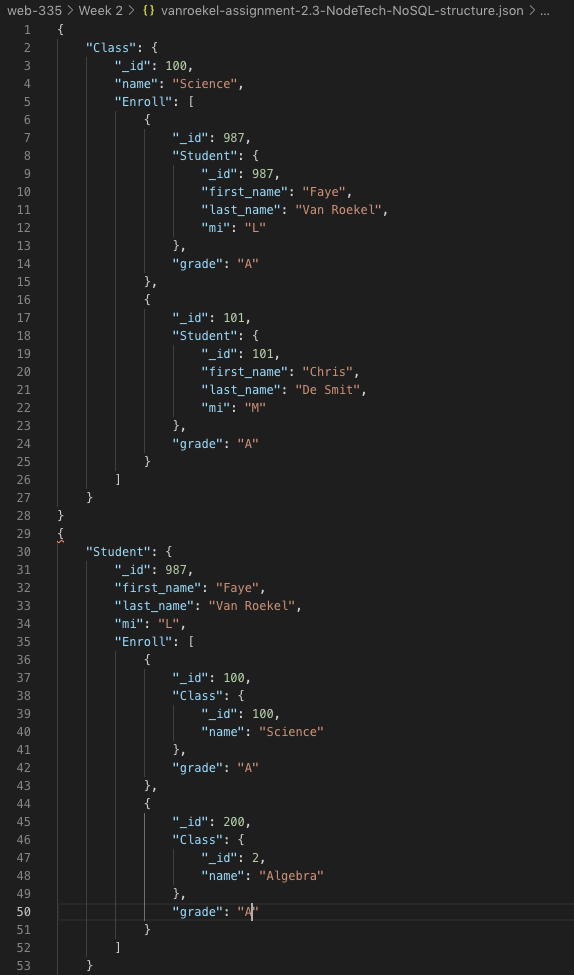 web-335 > Week 2 > {} vanroekel-assignment-2.3-NodeTech-NoSQL-structure.json > ...
1 {
2     "Class": {
3         "_id": 100,
4         "name": "Science",
5         "Enroll": [
6             {
7                 "_id": 987,
8                 "Student": {
9                     "_id": 987,
10                     "first_name": "Faye",
11                     "last_name": "Van Roekel",
12                     "mi": "L"
13                 },
14                 "grade": "A"
15             },
16             {
17                 "_id": 101,
18                 "Student": {
19                     "_id": 101,
20                     "first_name": "Chris",
21                     "last_name": "De Smit",
22                     "mi": "M"
23                 },
24                 "grade": "A"
25             }
26         ]
27     }
28 }
29 {
30     "Student": {
31         "_id": 987,
32         "first_name": "Faye",
33         "last_name": "Van Roekel",
34         "mi": "L",
35         "Enroll": [
36             {
37                 "_id": 100,
38                 "Class": {
39                     "_id": 100,
40                     "name": "Science"
41                 },
42                 "grade": "A"
43             },
44             {
45                 "_id": 200,
46                 "Class": {
47                     "_id": 2,
48                     "name": "Algebra"
49                 },
50                 "grade": "A"
51             }
52         ]
53     }